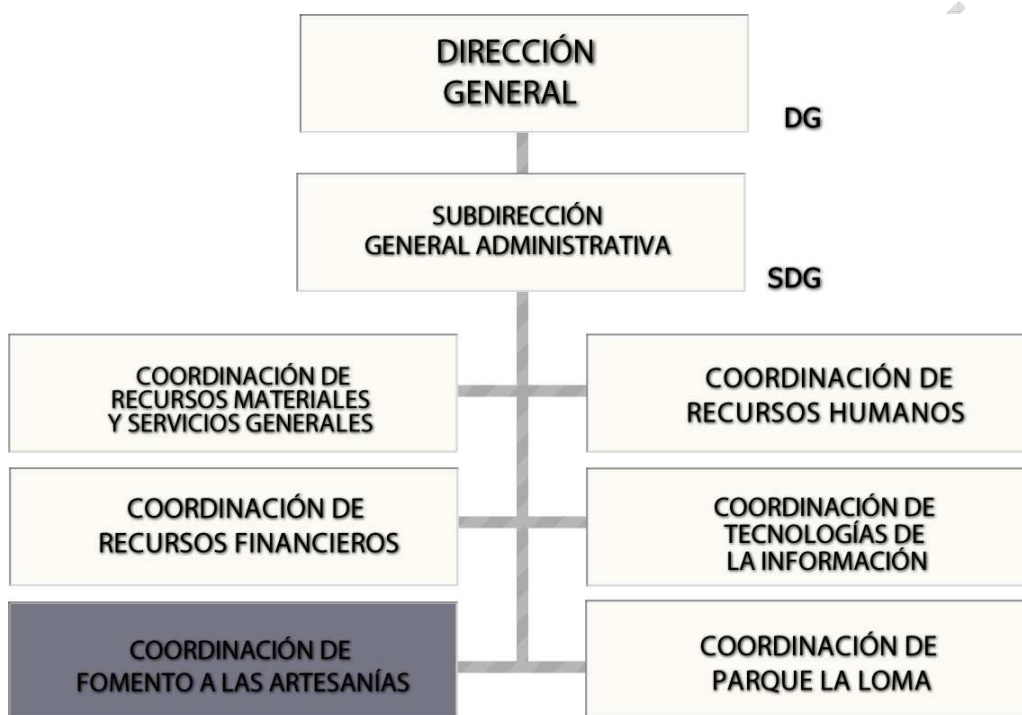 DIRECCIÓN
GENERAL
DG
SUBDIRECCIÓN
GENERAL ADMINISTRATIVA
SDG
COORDINACIÓN DE
RECURSOS MATERIALES
Y SERVICIOS GENERALES
COORDINACIÓN DE
RECURSOS HUMANOS
COORDINACIÓN DE
RECURSOS FINANCIEROS
COORDINACIÓN DE
TECNOLOGÍAS DE
LA INFORMACIÓN
COORDINACIÓN DE
FOMENTO A LAS ARTESANÍAS
COORDINACIÓN DE
PARQUE LA LOMA